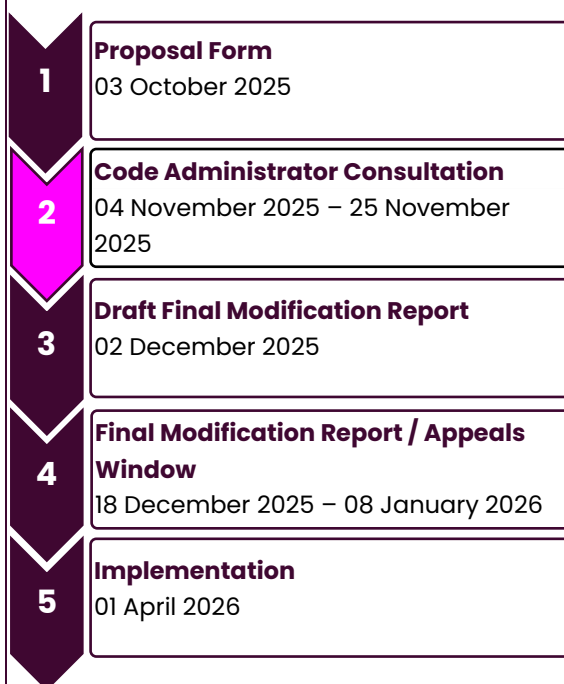 1
Proposal Form
03 October 2025
2
Code Administrator Consultation
04 November 2025 – 25 November
2025
3
Draft Final Modification Report
02 December 2025
4
Final Modification Report / Appeals
Window
18 December 2025 – 08 January 2026
5
Implementation
01 April 2026